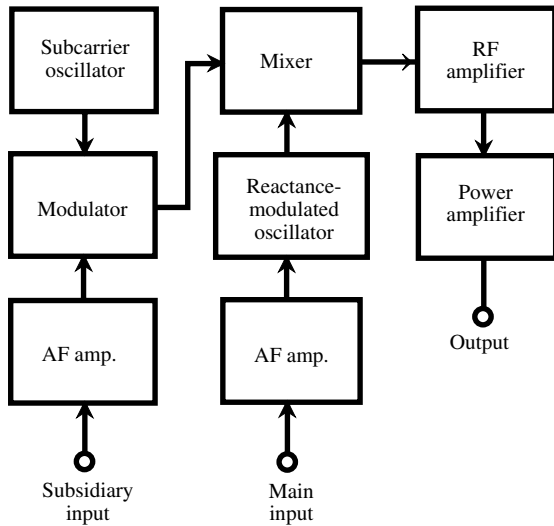 Subcarrier
oscillator
Mixer
RF
amplifier
Modulator
Reactance-
modulated
oscillator
Power
amplifier
AF amp.
AF amp.
Output
Subsidiary
input
Main
input